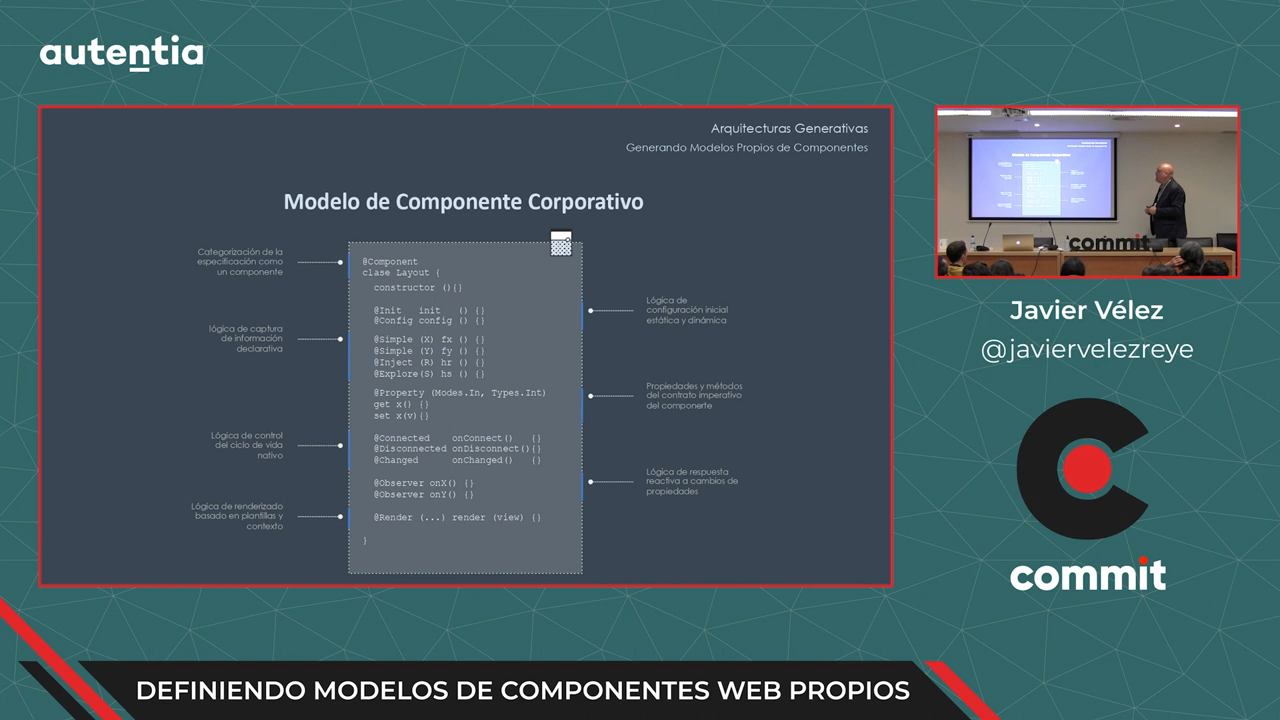 autentia
Arquitecturas Generativas
Generando Modelos Propios de Componentes
Modelo de Componente Corporativo
Categorización de la
especificación como
un componente
lógica de captura
de información
declarativa
Lógica de control
del ciclo de vida
nativo
Lógica de renderizado
basado en plantillas y
contexto
@Component
clase Layout {
constructor (){}
@Init init () {}
@Config config () {}
@Simple (X) fx () {}
@Simple (Y) fy () {}
@Inject (R) hr () {}
@Explore(S) hs () {}
@Property (Modes.In, Types.Int)
get x() {}
set x(v){}
@Connected onConnect() {}
@Disconnected onDisconnect(){}
@Changed onChanged() {}
@Observer onX() {}
@Observer onY() {}
@Render (...) render (view) {}
}
Lógica de
configuración inicial
estática y dinámica
Propiedades y métodos
del contrato imperativo
del componente
Lógica de respuesta
reactiva a cambios de
propiedades
commit
Javier Vélez
@javiervelezreye
commit
DEFINIENDO MODELOS DE COMPONENTES WEB PROPIOS